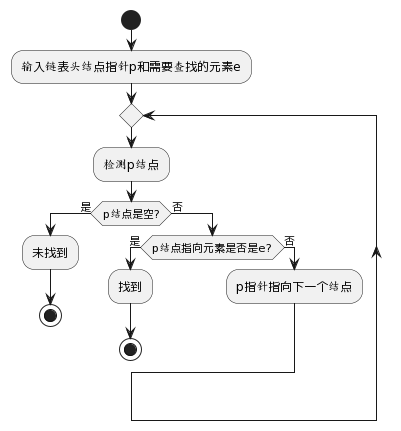 输入链表头结点指针p和需要查找的元素e
检测p结点
p结点是空?
是
否
未找到
p结点指向元素是否是e?
是
否
找到
p指针指向下一个结点